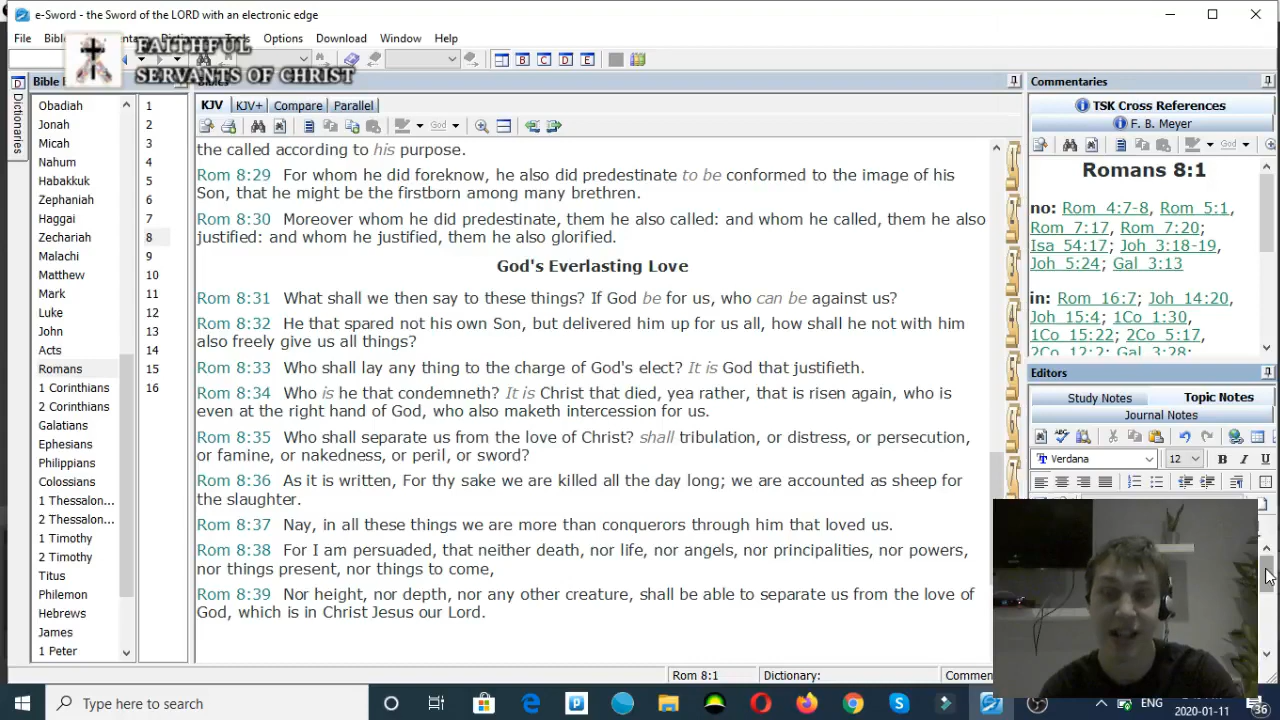 e-Sword - the Sword of the LORD with an electronic edge
File
Options Download Window Help
FAITHFUL
SERVANTS OF CHRIST
Commentaries
Dictionaries
KJV KJV+ Compare Parallel
TSK Cross References
F. B. Meyer
God
Obadiah
Jonah
Micah
Nahum
Habakkuk
Zephaniah
Haggai
Zechariah
Malachi
Matthew
Mark
Luke
John
Acts
Romans
1 Corinthians
2 Corinthians
Galatians
Ephesians
Philippians
Colossians
1 Thessalon...
2 Thessalon...
1 Timothy
2 Timothy
Titus
Philemon
Hebrews
James
1 Peter
1
2
3
4
5
6
7
8
9
10
11
12
13
14
15
16
the called according to his purpose.
Rom 8:29 For whom he did foreknow, he also did predestinate to be conformed to the image of his
Son, that he might be the firstborn among many brethren.
Rom 8:30 Moreover whom he did predestinate, them he also called: and whom he called, them he also
justified: and whom he justified, them he also glorified.
God's Everlasting Love
Rom 8:31 What shall we then say to these things? If God be for us, who can be against us?
Rom 8:32 He that spared not his own Son, but delivered him up for us all, how shall he not with him
also freely give us all things?
Rom 8:33 Who shall lay any thing to the charge of God's elect? It is God that justifieth.
Rom 8:34 Who is he that condemneth? It is Christ that died, yea rather, that is risen again, who is
even at the right hand of God, who also maketh intercession for us.
Rom 8:35 Who shall separate us from the love of Christ? shall tribulation, or distress, or persecution,
or famine, or nakedness, or peril, or sword?
Rom 8:36 As it is written, For thy sake we are killed all the day long; we are accounted as sheep for
the slaughter.
Rom 8:37 Nay, in all these things we are more than conquerors through him that loved us.
Rom 8:38 For I am persuaded, that neither death, nor life, nor angels, nor principalities, nor powers,
nor things present, nor things to come,
Rom 8:39 Nor height, nor depth, nor any other creature, shall be able to separate us from the love of
God, which is in Christ Jesus our Lord.
1
2
3
4
5
6
7
God
Romans 8:1
no: Rom 4:7-8, Rom 5:1,
Rom 7:17, Rom 7:20;
Isa 54:17; Joh 3:18-19,
Joh 5:24; Gal 3:13
in: Rom 16:7; Joh 14:20,
Joh 15:4; 1Co 1:30,
1Co 15:22; 2Co 5:17,
2Co 12:2; Gal 3:28;
Editors
Study Notes Topic Notes
Journal Notes
Verdana 12 B I U
Rom 8:1 Dictionary: Commen
Type here to search
ENG
2020-01-11
36